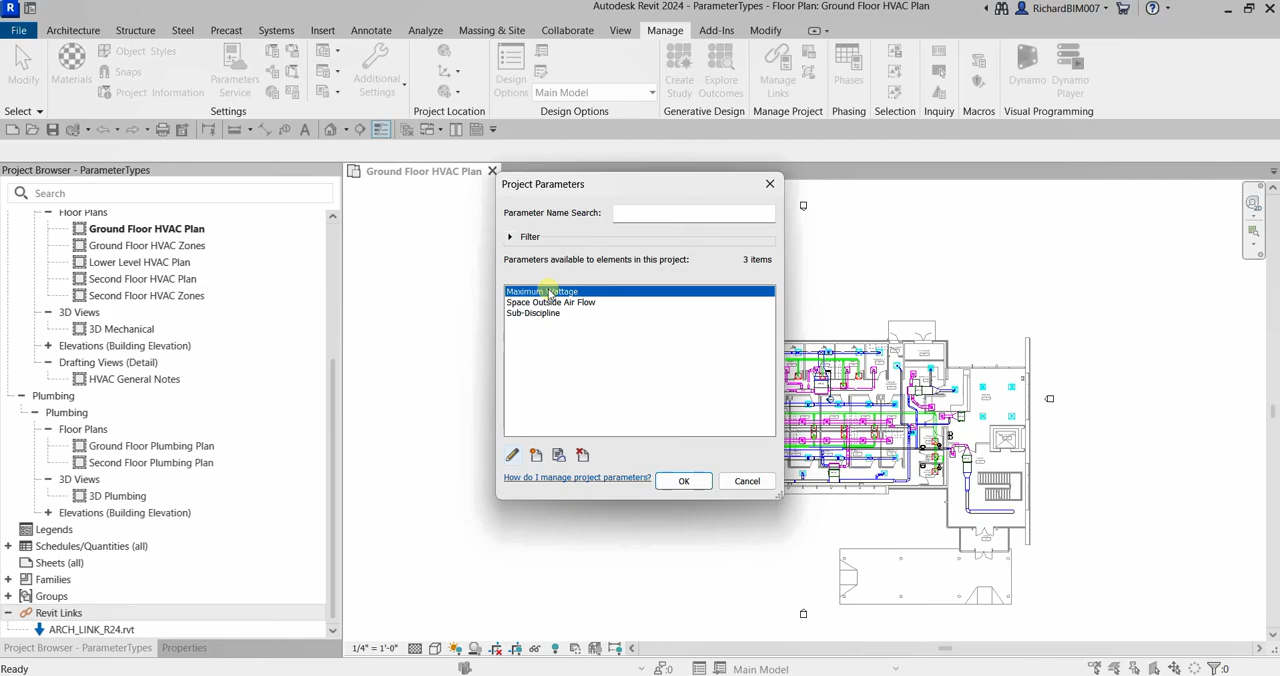 Autodesk Revit 2024 - ParameterTypes - Floor Plan: Ground Floor HVAC Plan
RichardBIM007
File Architecture Structure Steel Precast Systems Insert Annotate Analyze Massing & Site Collaborate View Manage Add-Ins Modify
Modify
Materials
Object Styles
Snaps
Project Information
Parameters Service
Additional Settings
Design Options
Main Model
Create Study
Explore Outcomes
Manage Links
Phases
Dynamo
Dynamo Player
Select Settings Project Location Design Options Generative Design Manage Project Phasing Selection Inquiry Macros Visual Programming
Project Browser - ParameterTypes
Search
Floor Plans
Ground Floor HVAC Plan
Ground Floor HVAC Zones
Lower Level HVAC Plan
Second Floor HVAC Plan
Second Floor HVAC Zones
3D Views
3D Mechanical
Elevations (Building Elevation)
Drafting Views (Detail)
HVAC General Notes
Plumbing
Plumbing
Floor Plans
Ground Floor Plumbing Plan
Second Floor Plumbing Plan
3D Views
3D Plumbing
Elevations (Building Elevation)
Legends
Schedules/Quantities (all)
Sheets (all)
Families
Groups
Revit Links
ARCH_LINK_R24.rvt
Project Browser - ParameterTypes Properties
Ground Floor HVAC Plan
Project Parameters
Parameter Name Search:
Filter
Parameters available to elements in this project: 3 items
Maximum Wattage
Space Outside Air Flow
Sub-Discipline
How do I manage project parameters?
OK
Cancel
1/4" = 1'-0"
Ready
:0
Main Model
:0